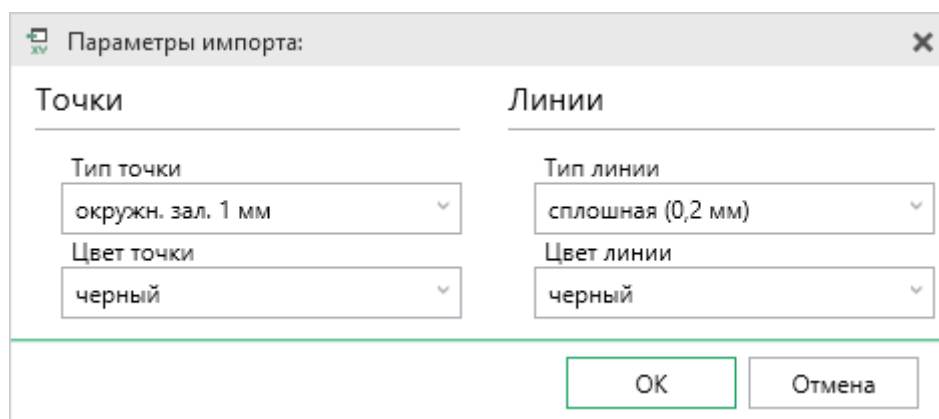 XY Параметры импорта:
Точки
Тип точки
окружн. зал. 1 мм
Цвет точки
черный
Линии
Тип линии
сплошная (0,2 мм)
Цвет линии
черный
ОК
Отмена